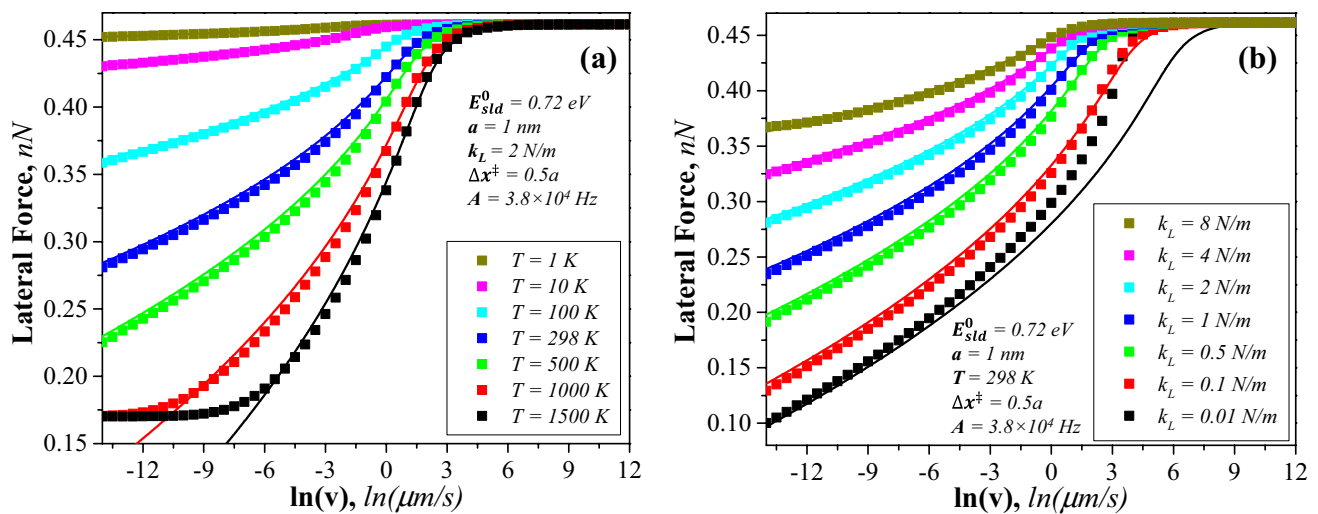 (a)
E⁰sld = 0.72 eV
a = 1 nm
kL = 2 N/m
Δx‡ = 0.5a
A = 3.8×10⁴ Hz
T = 1 K
T = 10 K
T = 100 K
T = 298 K
T = 500 K
T = 1000 K
T = 1500 K
0.45
0.40
0.35
0.30
0.25
0.20
0.15
Lateral Force, nN
-12 -9 -6 -3 0 3 6 9 12
ln(v), ln(μm/s)
(b)
kL = 8 N/m
kL = 4 N/m
kL = 2 N/m
kL = 1 N/m
kL = 0.5 N/m
kL = 0.1 N/m
kL = 0.01 N/m
E⁰sld = 0.72 eV
a = 1 nm
T = 298 K
Δx‡ = 0.5a
A = 3.8×10⁴ Hz
0.45
0.40
0.35
0.30
0.25
0.20
0.15
0.10
Lateral Force, nN
-12 -9 -6 -3 0 3 6 9 12
ln(v), ln(μm/s)